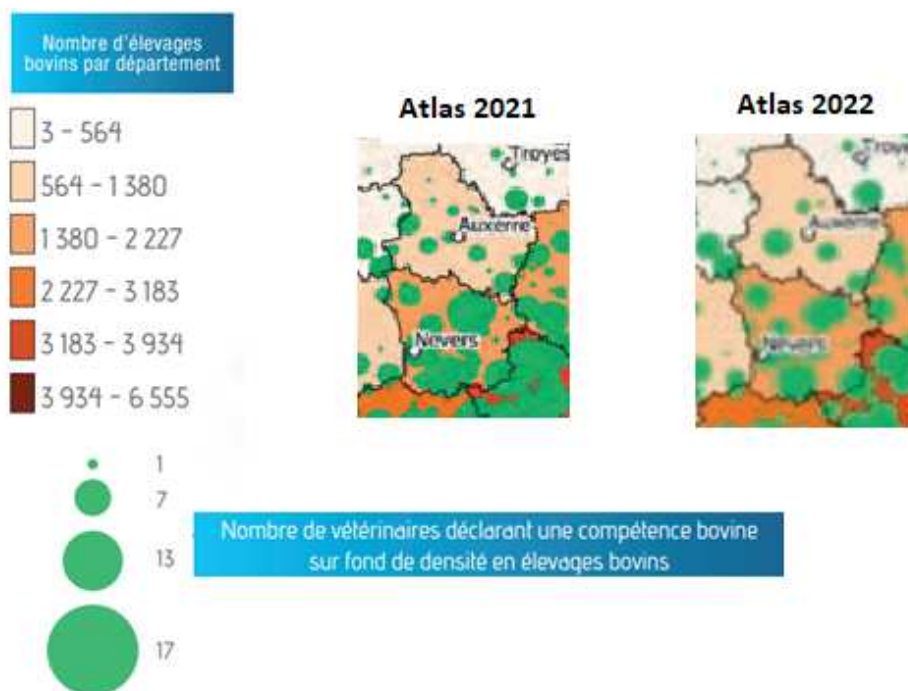 Nombre d'élevages
bovins par département
3 - 564
564 - 1 380
1 380 - 2 227
2 227 - 3 183
3 183 - 3 934
3 934 - 6 555
Atlas 2021
Troyes
Auxerre
Nevers
Atlas 2022
Troyes
Auxerre
Nevers
1
7
13
17
Nombre de vétérinaires déclarant une compétence bovine
sur fond de densité en élevages bovins